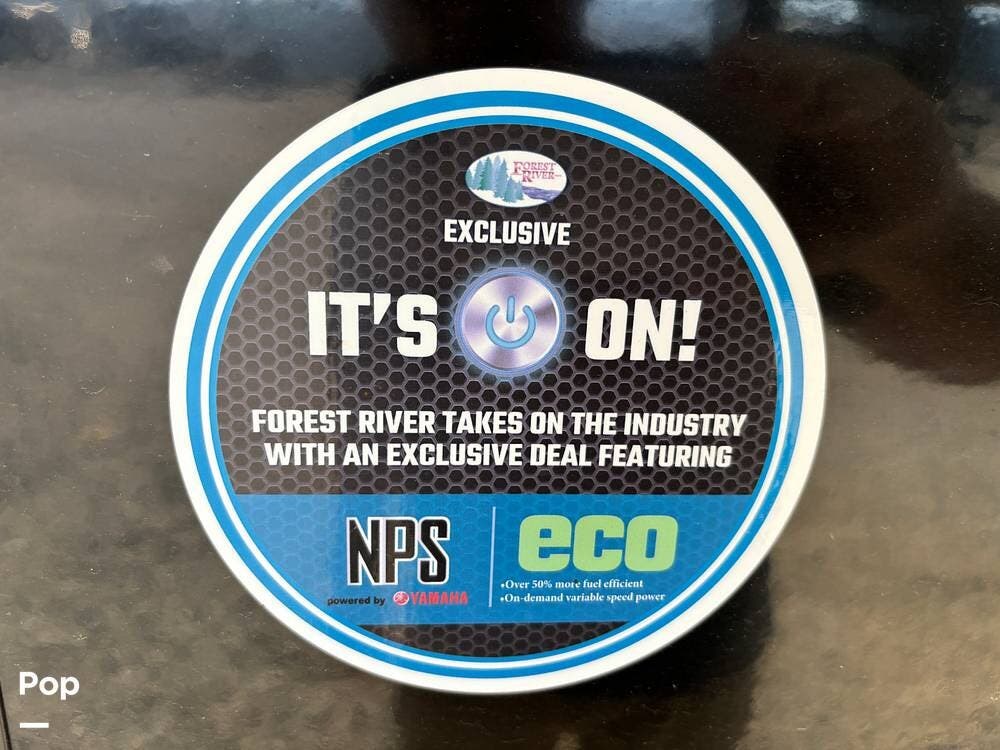 FOREST
RIVER
EXCLUSIVE
IT'S ON!
FOREST RIVER TAKES ON THE INDUSTRY
WITH AN EXCLUSIVE DEAL FEATURING
NPS
powered by YAMAHA
eco
•Over 50% more fuel efficient
•On-demand variable speed power
Pop